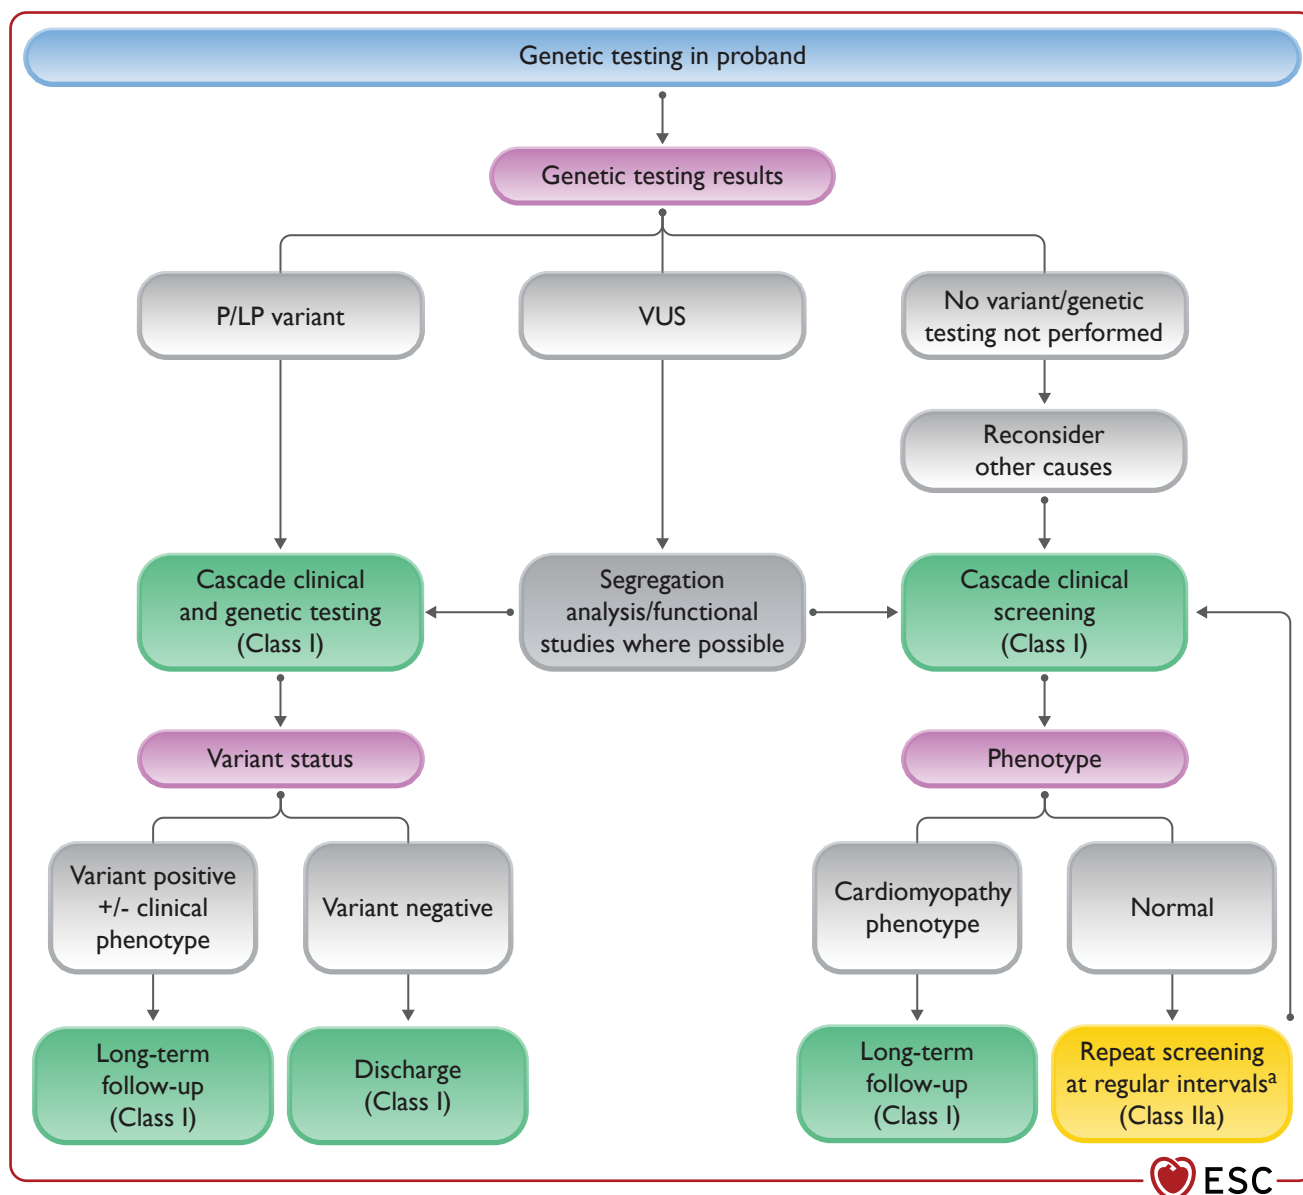 Genetic testing in proband
Genetic testing results
P/LP variant
VUS
No variant/genetic
testing not performed
Reconsider
other causes
Cascade clinical
and genetic testing
(Class I)
Segregation
analysis/functional
studies where possible
Cascade clinical
screening
(Class I)
Variant status
Phenotype
Variant positive
+/- clinical
phenotype
Variant negative
Cardiomyopathy
phenotype
Normal
Long-term
follow-up
(Class I)
Discharge
(Class I)
Long-term
follow-up
(Class I)
Repeat screening
at regular intervalsᵃ
(Class IIa)
ESC